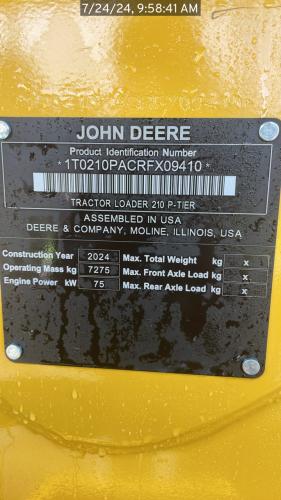 7/24/24, 9:58:41 AM
JOHN DEERE
Product Identification Number
*1T0210PACRFX09410*
TRACTOR LOADER 210 P-TIER
ASSEMBLED IN USA
DEERE & COMPANY, MOLINE, ILLINOIS, USA
Construction Year 2024 Max. Total Weight kg x
Operating Mass kg 7275 Max. Front Axle Load kg x
Engine Power kW 75 Max. Rear Axle Load kg x